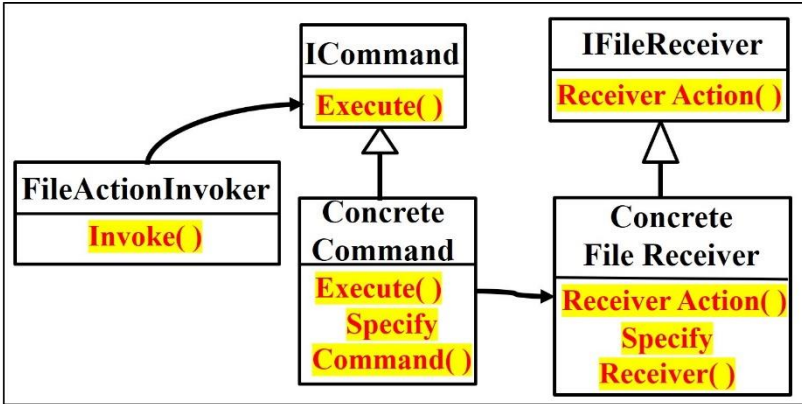 ICommand
Execute( )
IFileReceiver
Receiver Action( )
FileActionInvoker
Invoke( )
Concrete
Command
Execute( )
Specify
Command( )
Concrete
File Receiver
Receiver Action( )
Specify
Receiver( )